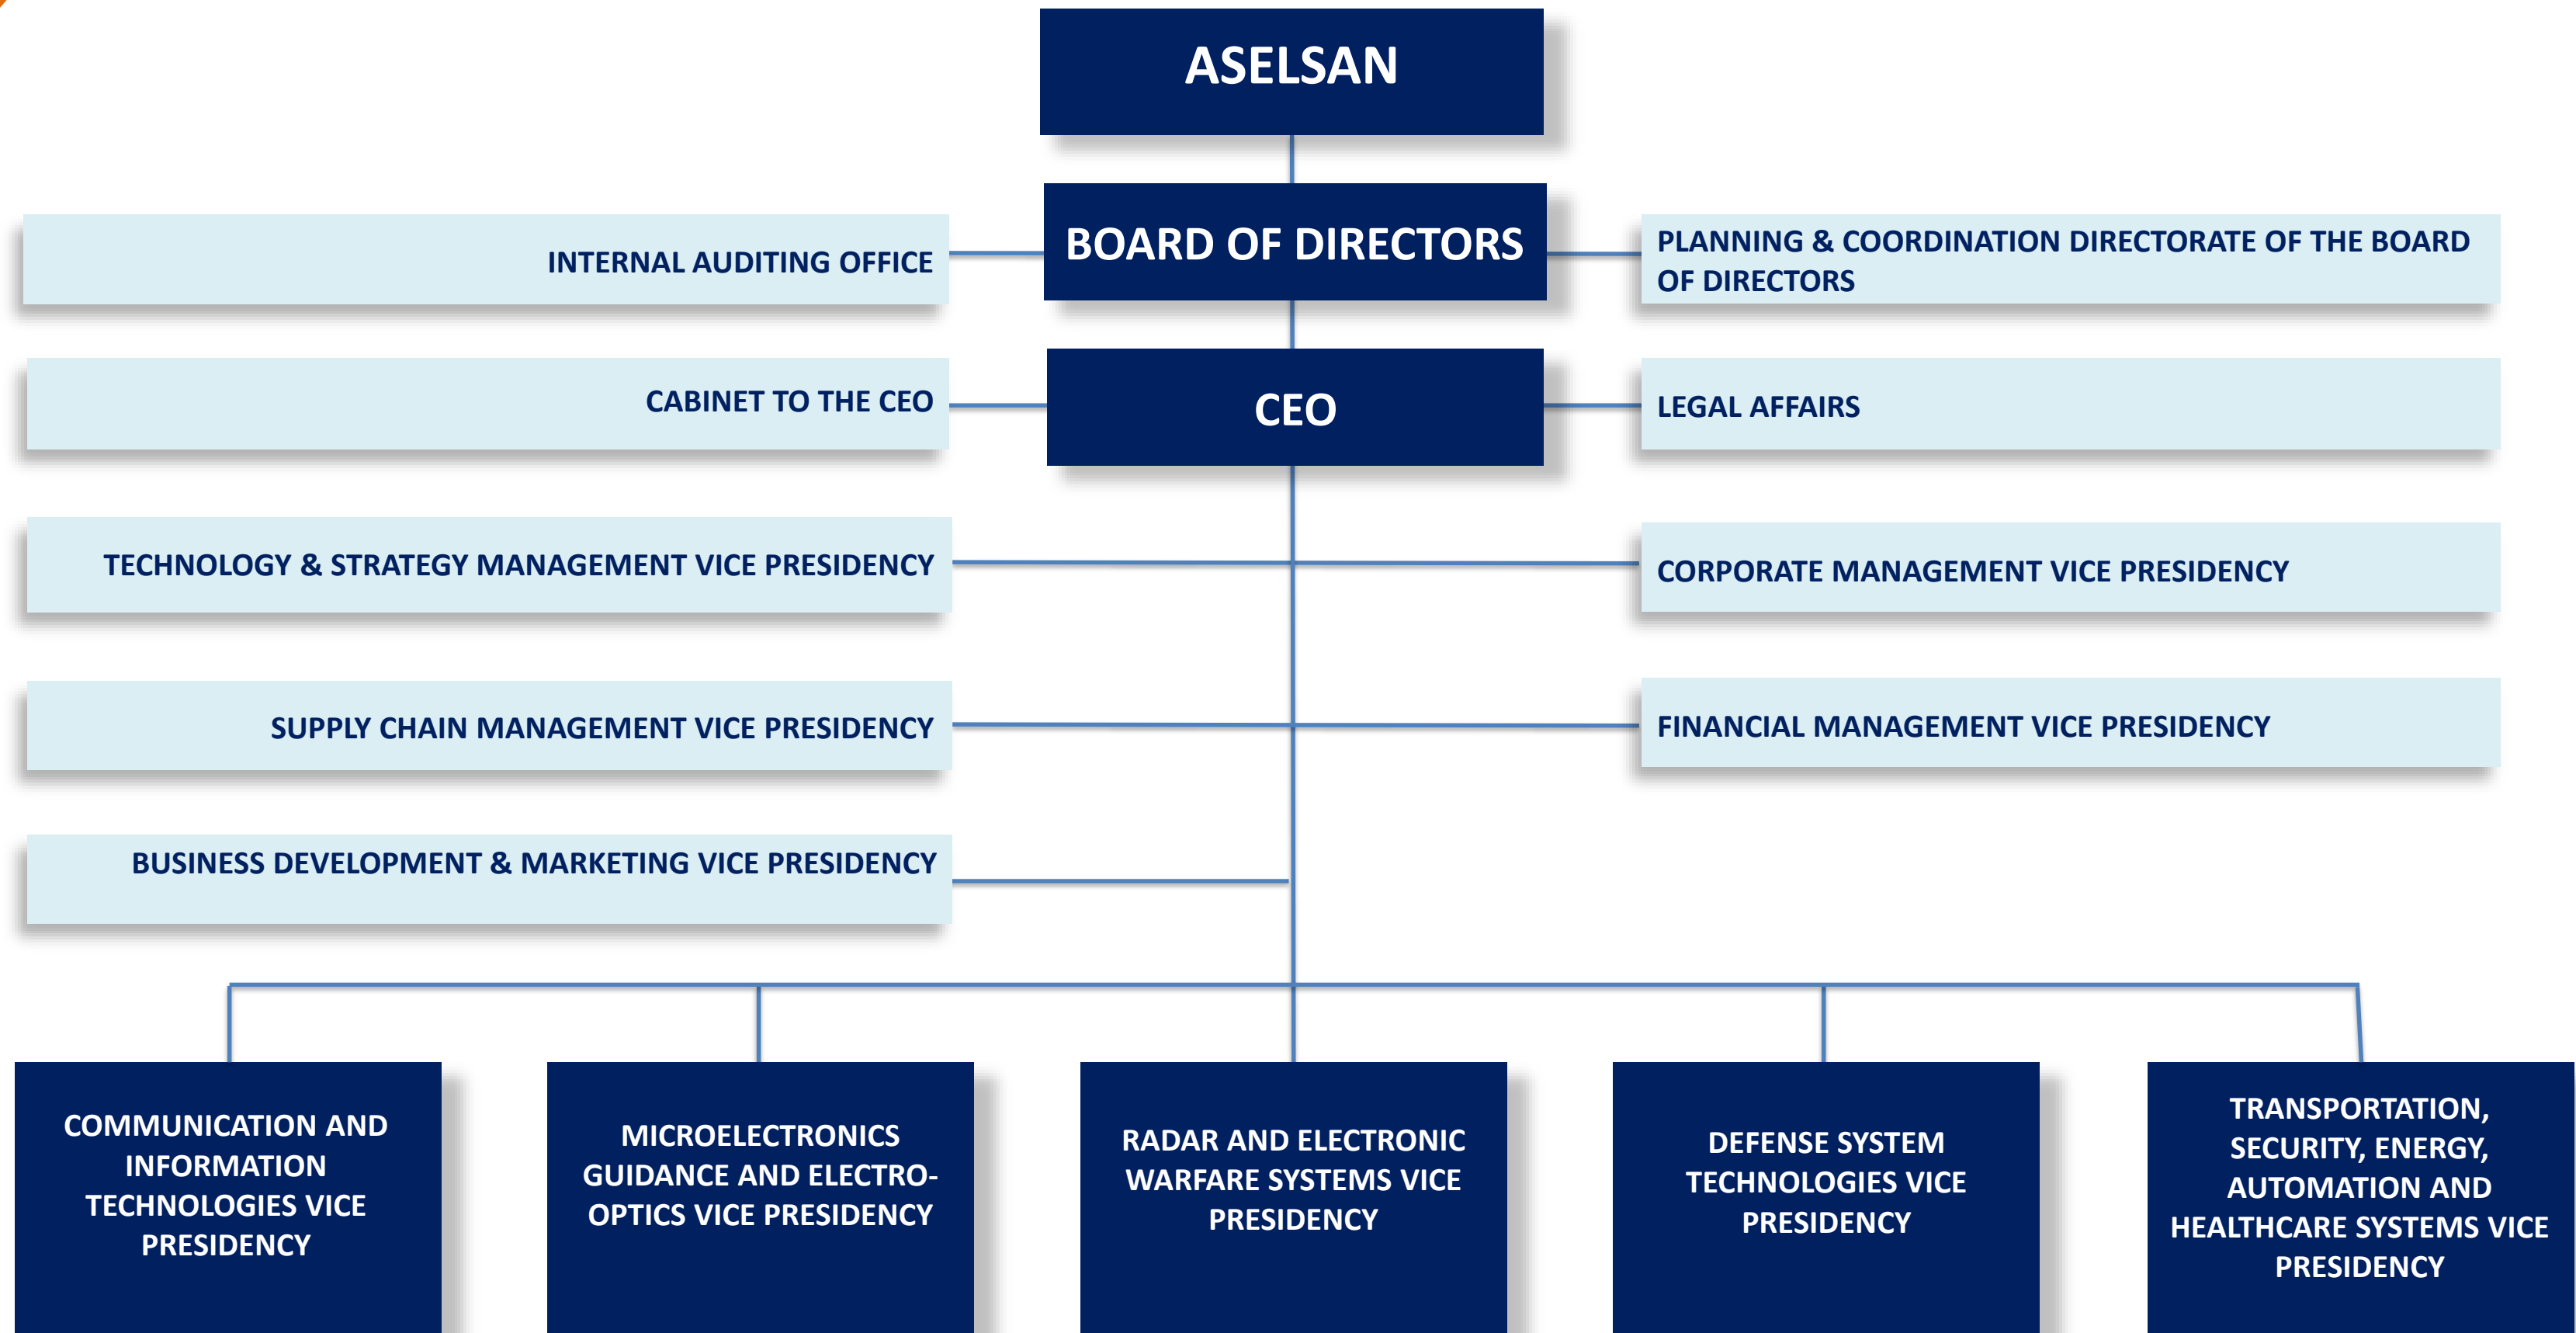 ASELSAN
BOARD OF DIRECTORS
INTERNAL AUDITING OFFICE
PLANNING & COORDINATION DIRECTORATE OF THE BOARD
OF DIRECTORS
CABINET TO THE CEO
CEO
LEGAL AFFAIRS
TECHNOLOGY & STRATEGY MANAGEMENT VICE PRESIDENCY
CORPORATE MANAGEMENT VICE PRESIDENCY
SUPPLY CHAIN MANAGEMENT VICE PRESIDENCY
FINANCIAL MANAGEMENT VICE PRESIDENCY
BUSINESS DEVELOPMENT & MARKETING VICE PRESIDENCY
COMMUNICATION AND
INFORMATION
TECHNOLOGIES VICE
PRESIDENCY
MICROELECTRONICS
GUIDANCE AND ELECTRO-
OPTICS VICE PRESIDENCY
RADAR AND ELECTRONIC
WARFARE SYSTEMS VICE
PRESIDENCY
DEFENSE SYSTEM
TECHNOLOGIES VICE
PRESIDENCY
TRANSPORTATION,
SECURITY, ENERGY,
AUTOMATION AND
HEALTHCARE SYSTEMS VICE
PRESIDENCY